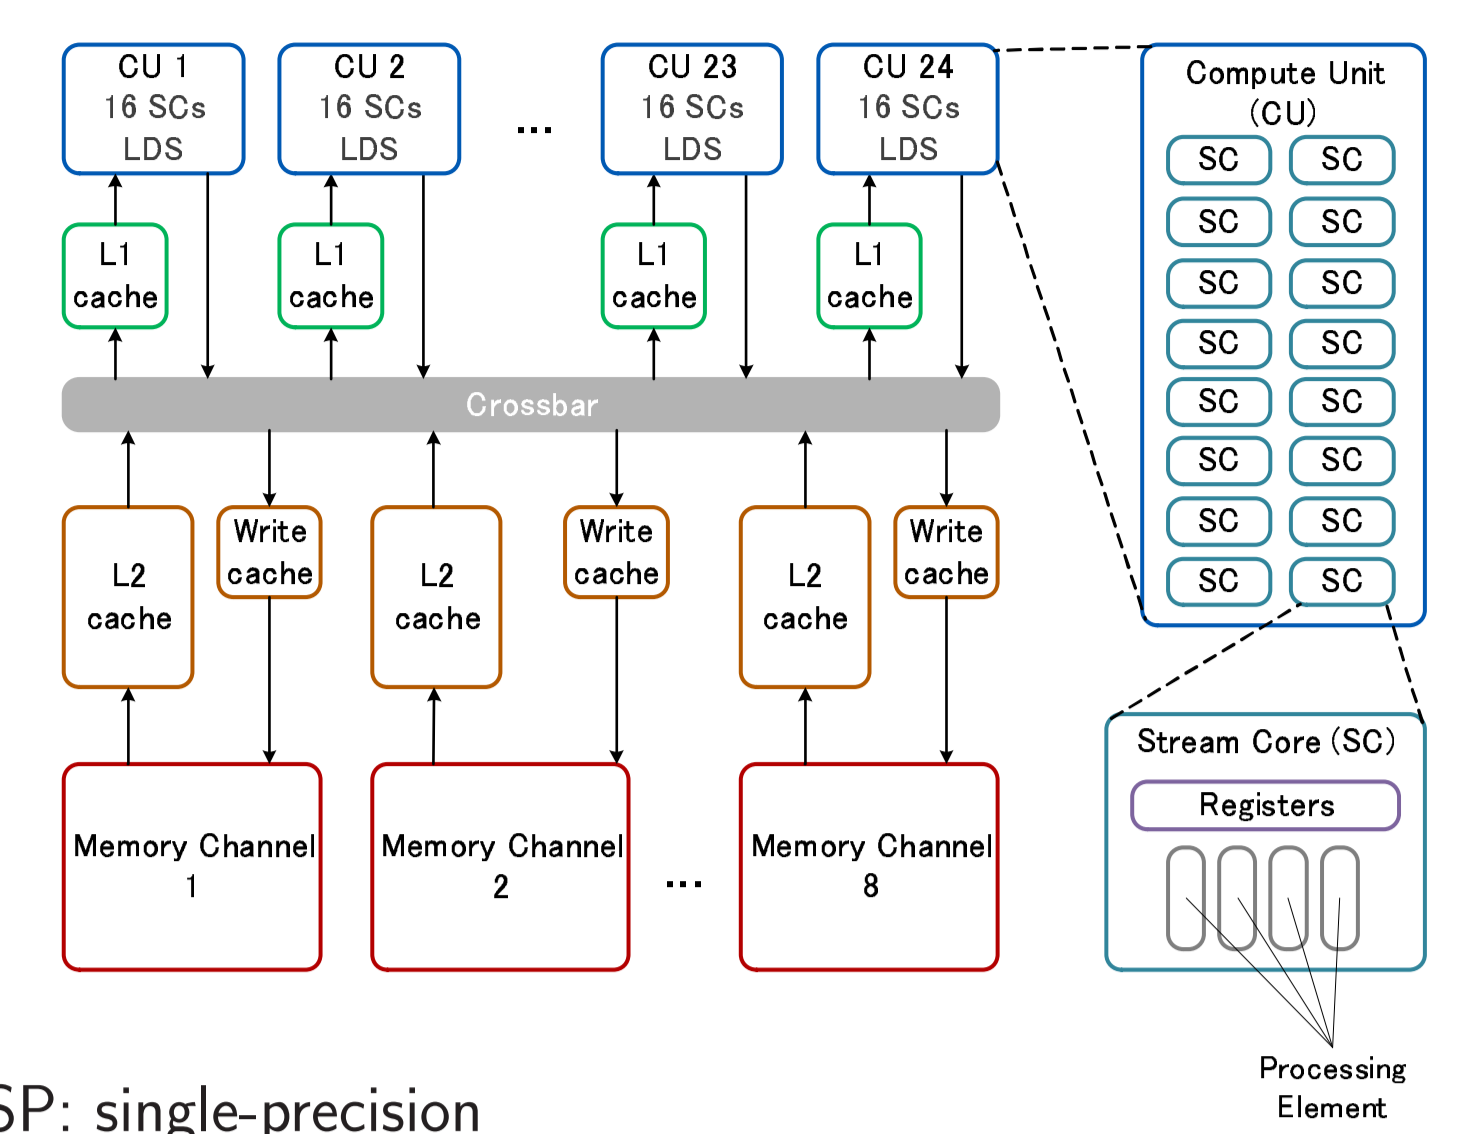 CU 1
16 SCs
LDS
CU 2
16 SCs
LDS
...
CU 23
16 SCs
LDS
CU 24
16 SCs
LDS
L1
cache
L1
cache
L1
cache
L1
cache
Crossbar
L2
cache
Write
cache
L2
cache
Write
cache
L2
cache
Write
cache
Memory Channel
1
Memory Channel
2
...
Memory Channel
8
Compute Unit
(CU)
SC SC
SC SC
SC SC
SC SC
SC SC
SC SC
SC SC
SC SC
Stream Core (SC)
Registers
Processing
Element
SP: single-precision